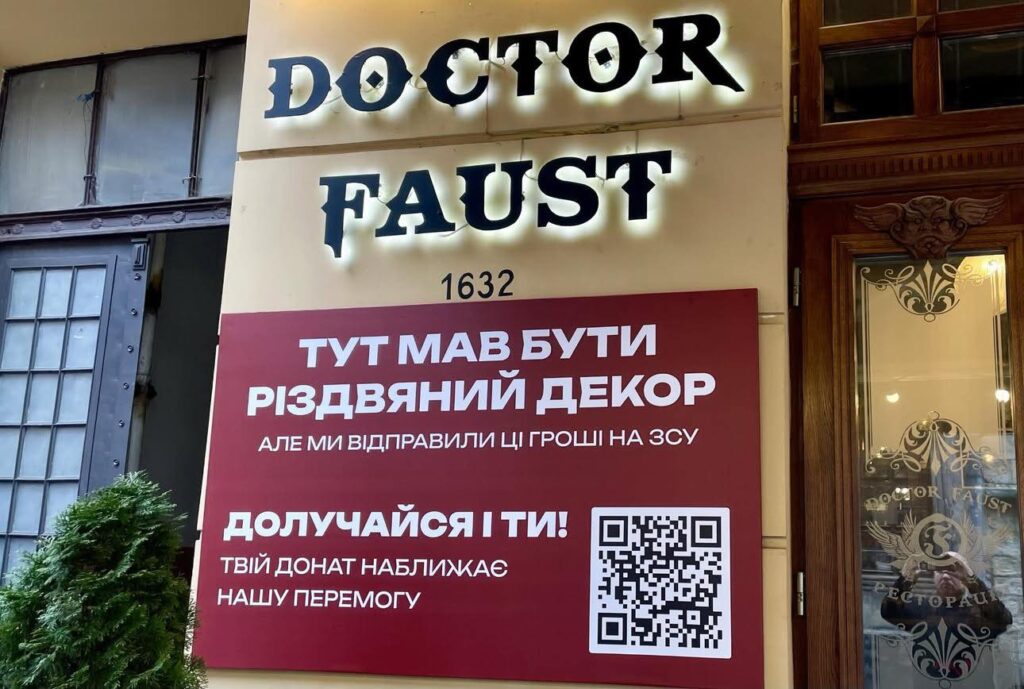 DOCTOR
FAUST
1632
ТУТ МАВ БУТИ
РІЗДВЯНИЙ ДЕКОР
АЛЕ МИ ВІДПРАВИЛИ ЦІ ГРОШІ НА ЗСУ
ДОЛУЧАЙСЯ І ТИ!
ТВІЙ ДОНАТ НАБЛИЖАЄ
НАШУ ПЕРЕМОГУ
DOCTOR FAUST